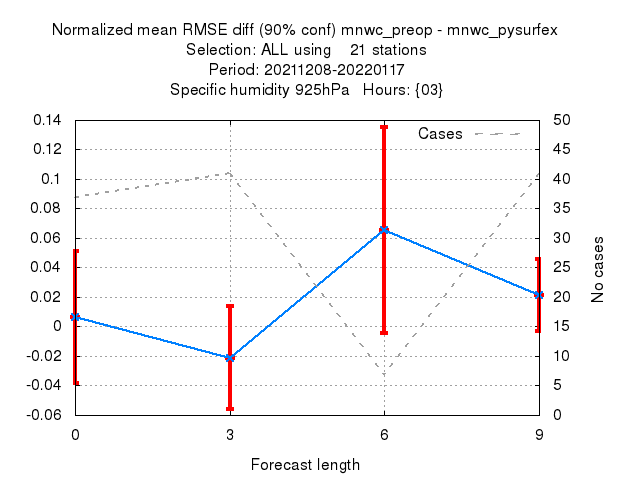 Normalized mean RMSE diff (90% conf) mnwc_preop - mnwc_pysurfex
Selection: ALL using    21 stations
Period: 20211208-20220117
Specific humidity 925hPa   Hours: {03}
0.14
0.12
0.1
0.08
0.06
0.04
0.02
0
-0.02
-0.04
-0.06
Cases
50
45
40
35
30
25
20
15
10
5
0
No cases
0 3 6 9
Forecast length